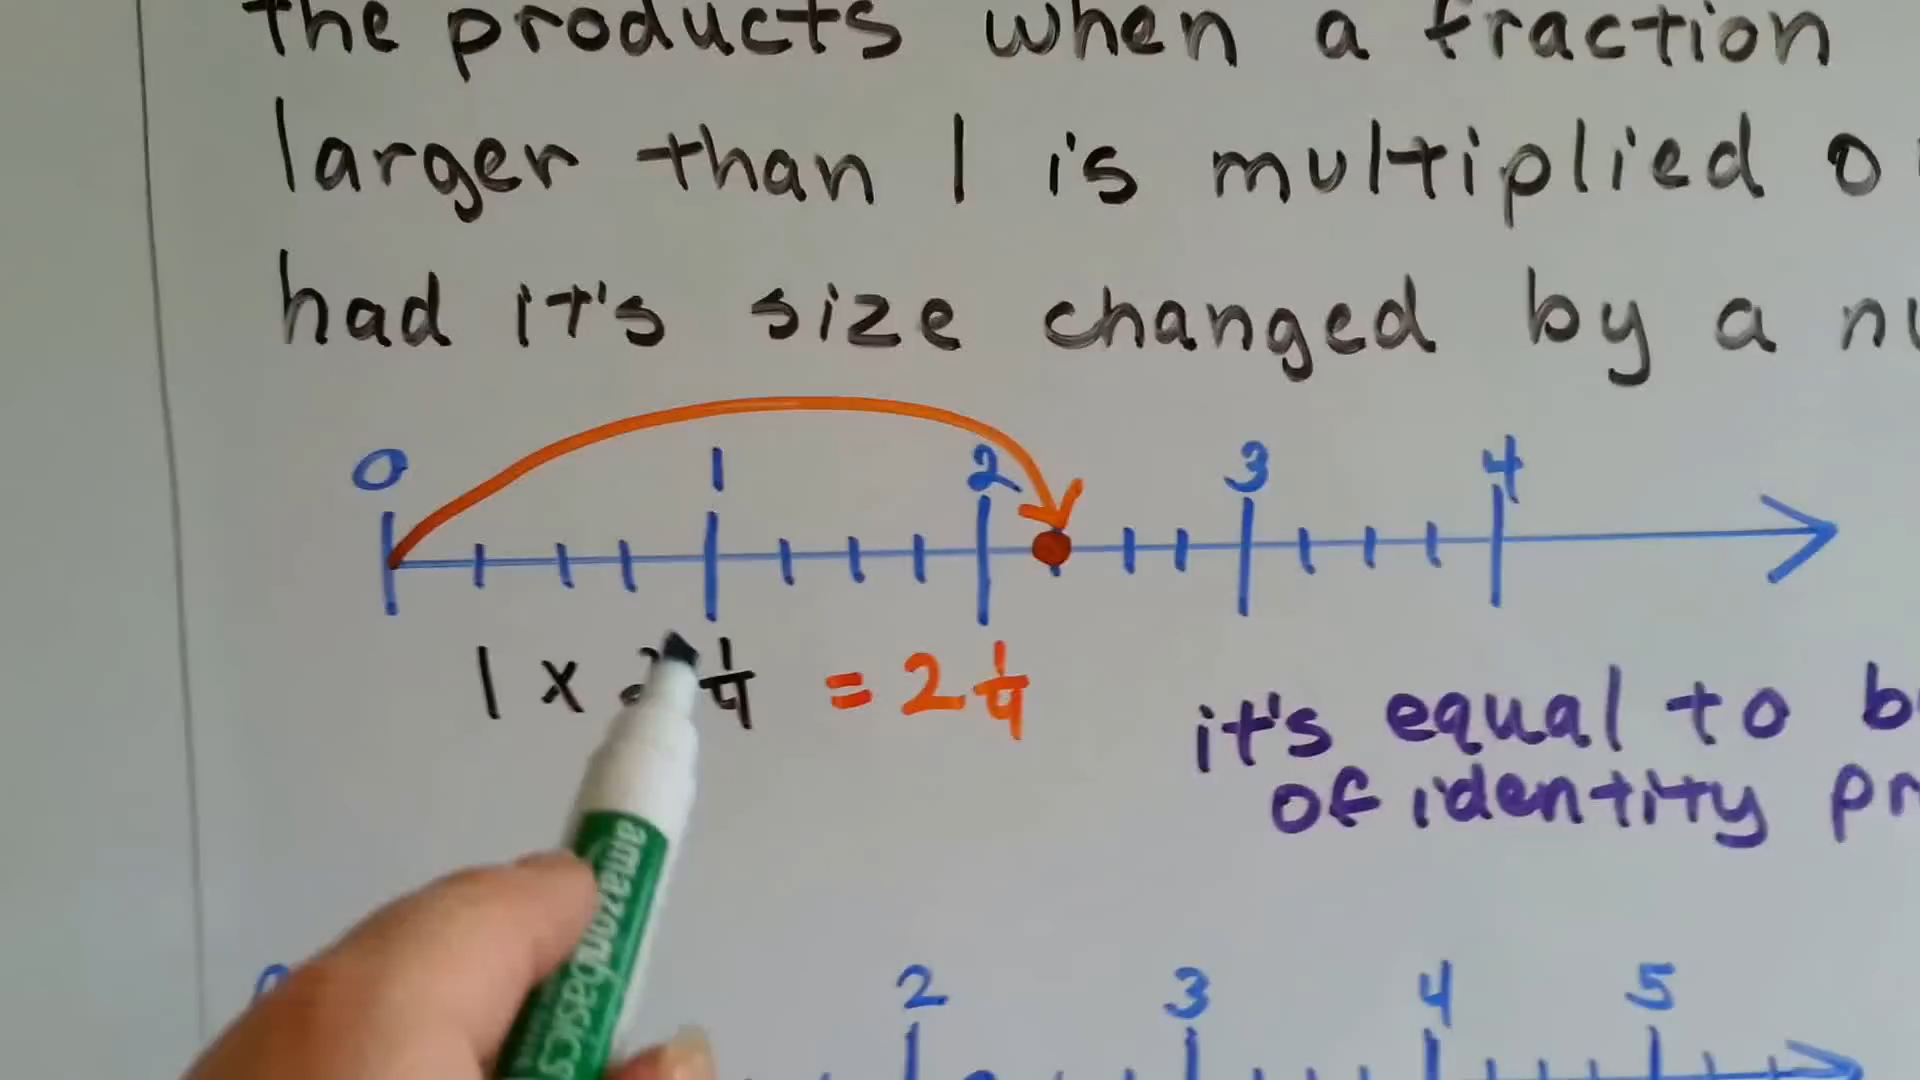 The products when a fraction
larger than 1 is multiplied
had it's size changed by a
0 1 2 3 4
1 x 2 1/4 = 2 1/4
it's equal to
of identity
amazonbasics
2 3 4 5